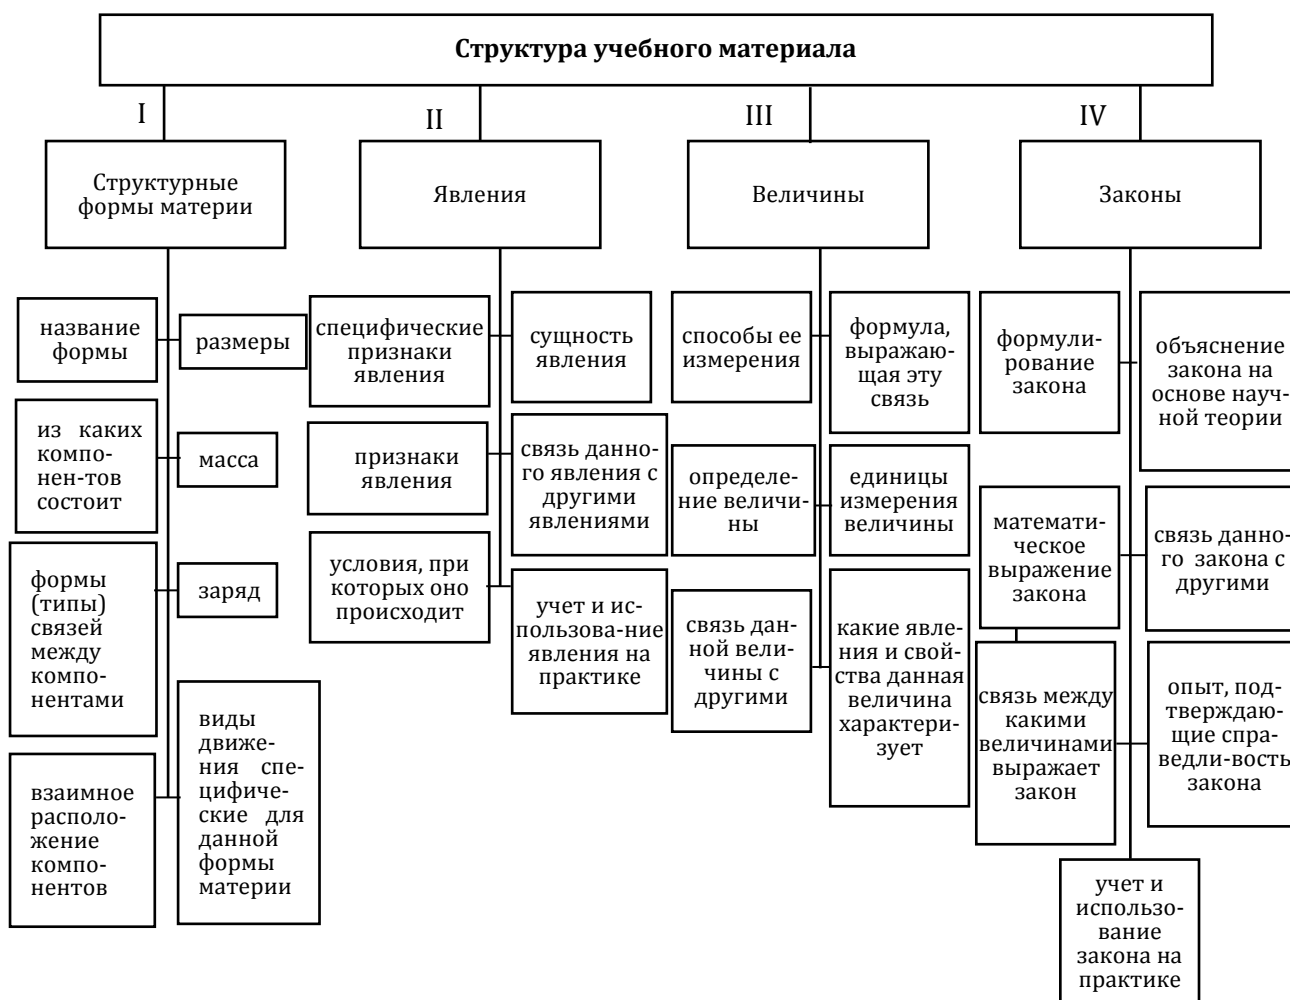 Структура учебного материала
I
II
III
IV
Структурные
формы материи
Явления
Величины
Законы
название
формы
размеры
из каких
компо-
нен-тов
состоит
масса
формы
(типы)
связей
между
компо-
нентами
заряд
взаимное
располо-
жение
компо-
нентов
виды
движе-
ния спе-
цифиче-
ские для
данной
формы
материи
специфические
признаки
явления
сущность
явления
признаки
явления
связь данно-
го явления с
другими
явлениями
условия, при
которых оно
происходит
учет и ис-
пользова-ние
явления на
практике
способы ее
измерения
формула,
выражаю-
щая эту
связь
определе-
ние величи-
ны
единицы
измерения
величины
связь дан-
ной вели-
чины с
другими
какие явле-
ния и свой-
ства данная
величина
характери-
зует
формули-
рование
закона
объяснение
закона на
основе науч-
ной теории
математи-
ческое
выражение
закона
связь данно-
го закона с
другими
связь между
какими
величинами
выражает
закон
опыт, под-
тверждаю-
щие спра-
ведли-вость
закона
учет и
использо-
вание
закона на
практике